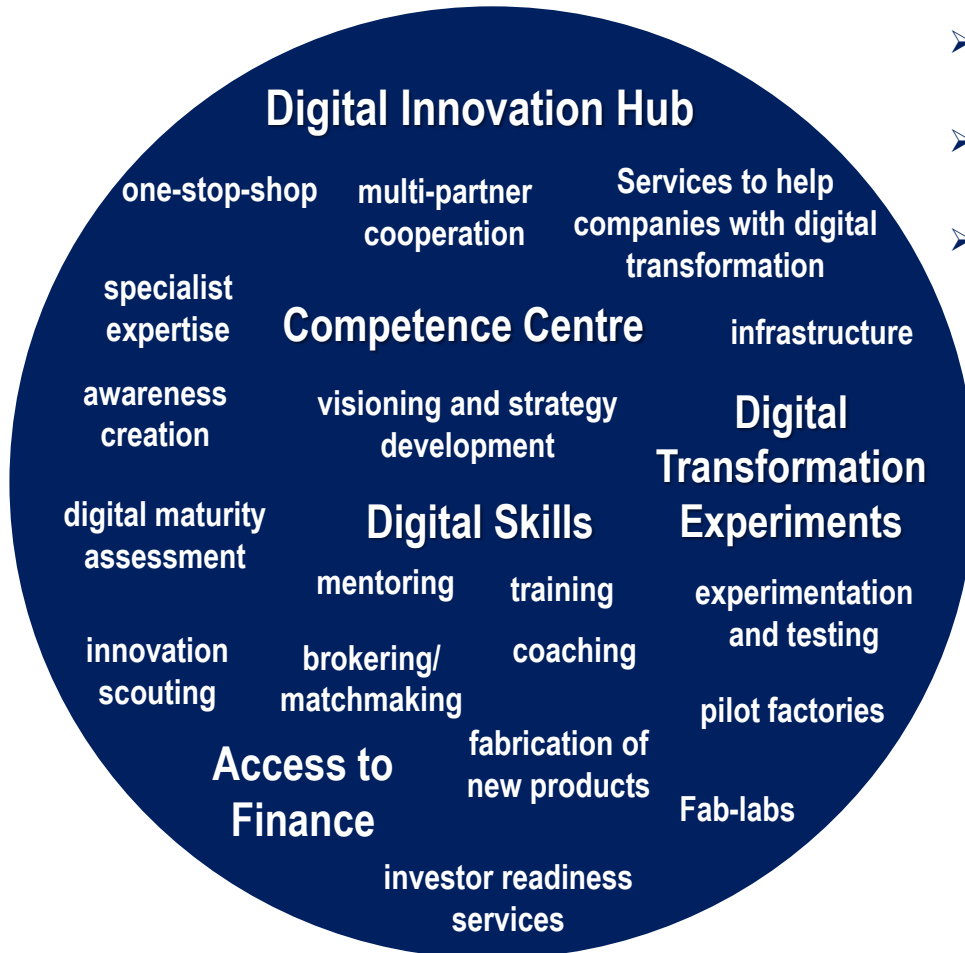 Digital Innovation Hub
one-stop-shop
multi-partner
cooperation
Services to help
companies with digital
transformation
specialist
expertise
Competence Centre
infrastructure
awareness
creation
visioning and strategy
development
Digital
Transformation
Experiments
digital maturity
assessment
Digital Skills
mentoring
training
experimentation
and testing
innovation
scouting
brokering/
matchmaking
coaching
pilot factories
Access to
Finance
fabrication of
new products
Fab-labs
investor readiness
services